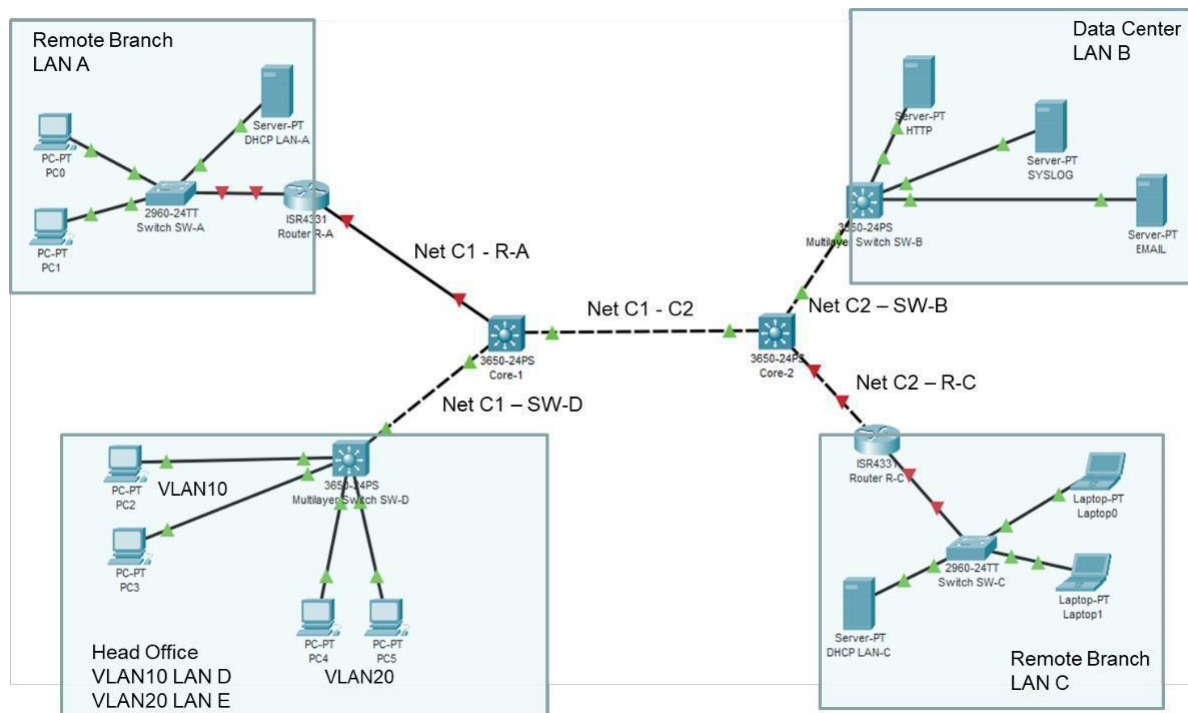 Remote Branch
LAN A
Server-PT
DHCP LAN-A
PC-PT
PC0
2960-24TT
Switch SW-A
ISR4331
Router R-A
PC-PT
PC1
Data Center
LAN B
Server-PT
HTTP
Server-PT
SYSLOG
3650-24PS
Multilayer Switch SW-B
Server-PT
EMAIL
Net C1 - R-A
Net C1 - C2
Net C2 – SW-B
3650-24PS
Core-1
3650-24PS
Core-2
Net C1 – SW-D
Net C2 – R-C
PC-PT
PC2
VLAN10
3650-24PS
Multilayer Switch SW-D
PC-PT
PC3
PC-PT
PC4
PC-PT
PC5
VLAN20
Head Office
VLAN10 LAN D
VLAN20 LAN E
ISR4331
Router R-C
Laptop-PT
Laptop0
2960-24TT
Switch SW-C
Laptop-PT
Laptop1
Server-PT
DHCP LAN-C
Remote Branch
LAN C